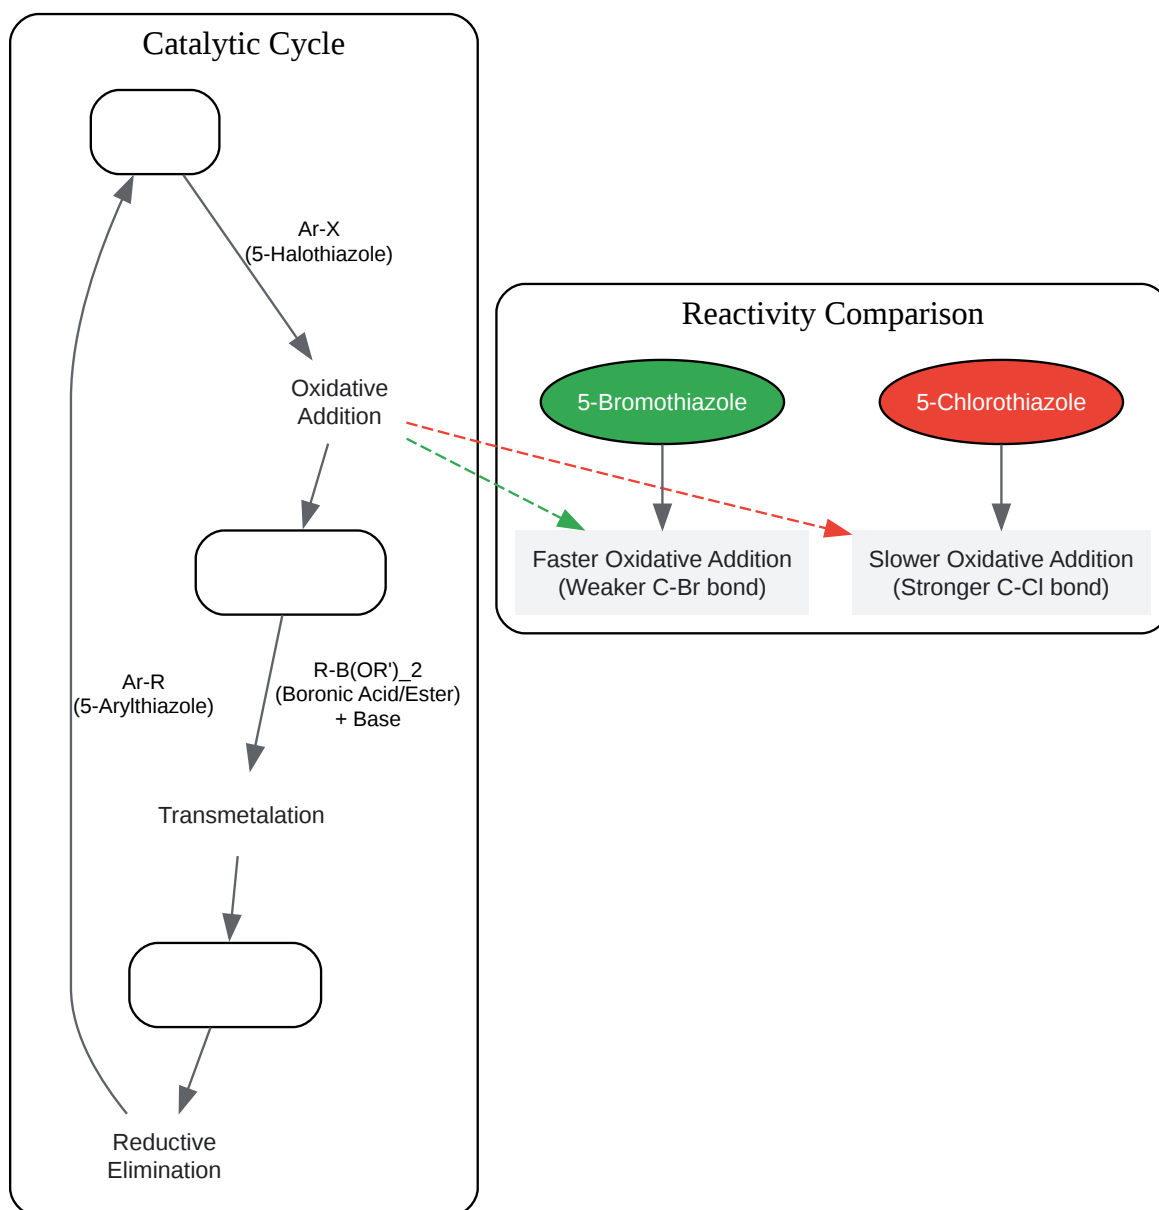 Catalytic Cycle
Ar-X
(5-Halothiazole)
Oxidative
Addition
R-B(OR')_2
(Boronic Acid/Ester)
+ Base
Ar-R
(5-Arylthiazole)
Transmetalation
Reductive
Elimination
Reactivity Comparison
5-Bromothiazole
5-Chlorothiazole
Faster Oxidative Addition
(Weaker C-Br bond)
Slower Oxidative Addition
(Stronger C-Cl bond)